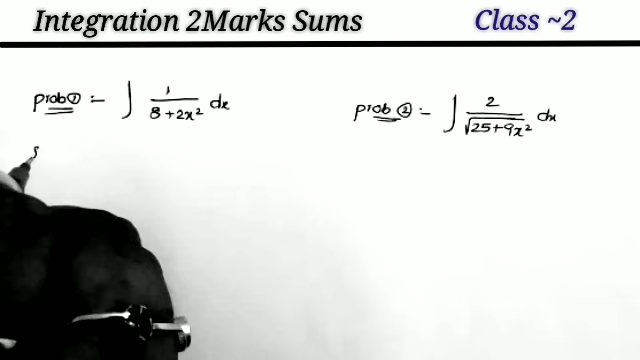 Integration 2Marks Sums Class ~2
prob① :- ∫ 1/(8+2x²) dx
prob② :- ∫ 2/√(25+9x²) dx
S